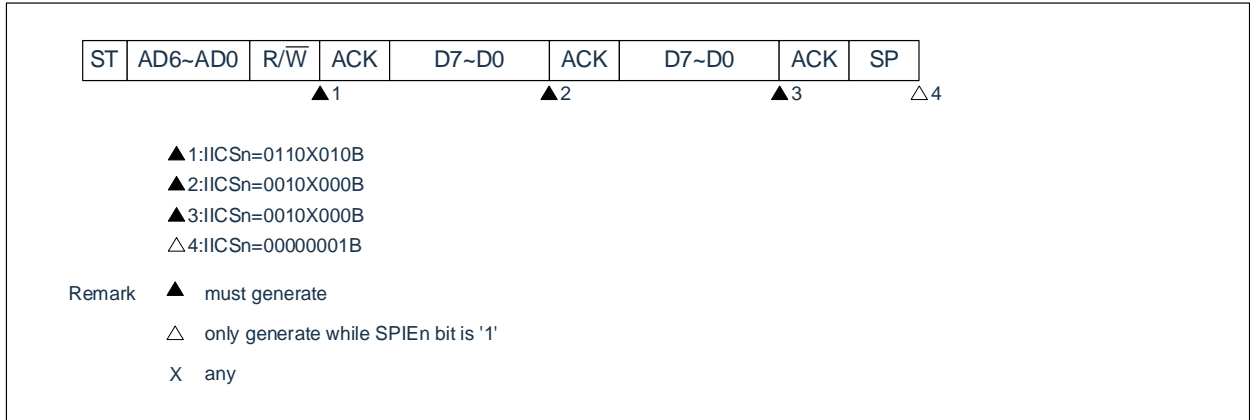 ST AD6~AD0 R/W̅ ACK D7~D0 ACK D7~D0 ACK SP
▲1 ▲2 ▲3 △4
▲1:IICSn=0110X010B
▲2:IICSn=0010X000B
▲3:IICSn=0010X000B
△4:IICSn=00000001B
Remark ▲ must generate
△ only generate while SPIEn bit is '1'
X any